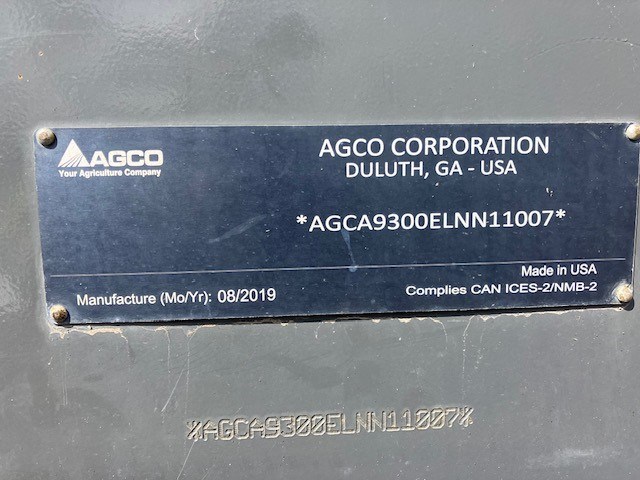 AGCO
Your Agriculture Company
AGCO CORPORATION
DULUTH, GA - USA
*AGCA9300ELNN11007*
Made in USA
Manufacture (Mo/Yr): 08/2019
Complies CAN ICES-2/NMB-2
*AGCA9300ELNN11007*